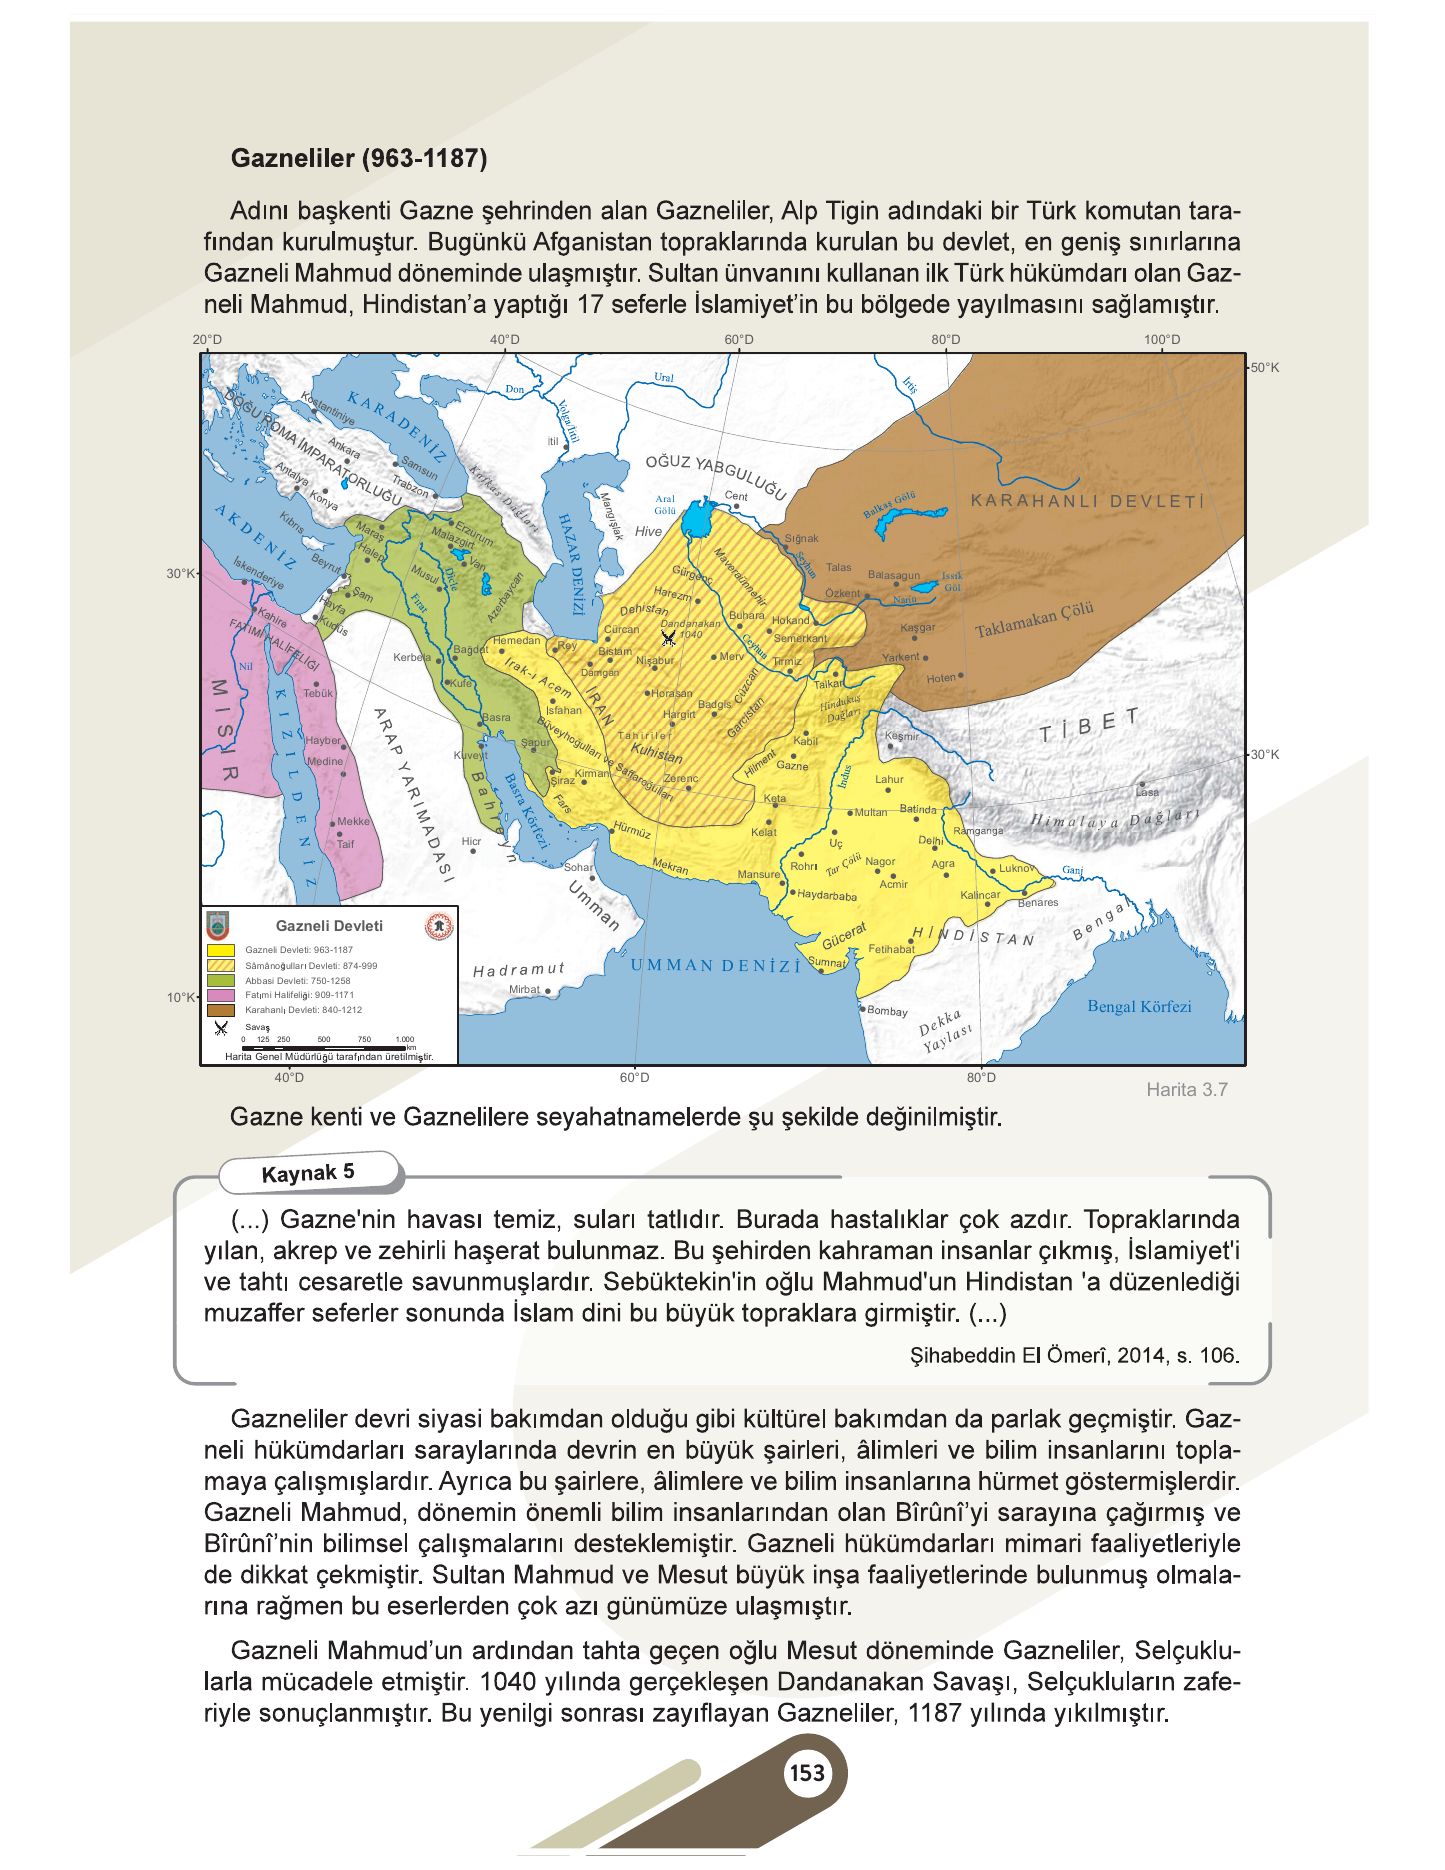 Gazneliler (963-1187)
Adını başkenti Gazne şehrinden alan Gazneliler, Alp Tigin adındaki bir Türk komutan tara-
fından kurulmuştur. Bugünkü Afganistan topraklarında kurulan bu devlet, en geniş sınırlarına
Gazneli Mahmud döneminde ulaşmıştır. Sultan ünvanını kullanan ilk Türk hükümdarı olan Gaz-
neli Mahmud, Hindistan’a yaptığı 17 seferle İslamiyet’in bu bölgede yayılmasını sağlamıştır.
20°D 40°D 60°D 80°D 100°D
50°K
Don
Ural
Volga/İtil
İrtiş
İtil
KARADENİZ
Kostantiniye
DOĞU ROMA İMPARATORLUĞU
Ankara
Samsun
Trabzon
Antalya
Konya
Kafkas Dağları
HAZAR DENİZİ
Mangışlak
OĞUZ YABGULUĞU
Aral
Gölü
Cent
Hive
Balkaş Gölü
KARAHANLI DEVLETİ
AKDENİZ
Kıbrıs
Maraş
Halep
Erzurum
Malazgirt
Van
Musul
Dicle
Fırat
Azerbaycan
Beyrut
Şam
Hayfa
Kudüs
Sığnak
Seyhun
Talas
Balasagun
Issık
Göl
Özkent
Narin
Kaşgar
Taklamakan Çölü
Yarkent
Hoten
30°K
İskenderiye
Kahire
FATIMİ HALİFELİĞİ
Nil
MISIR
KIZILDENİZ
Tebük
Hayber
Medine
Mekke
Taif
ARAP YARIMADASI
Gürgenç
Maveraünnehir
Harezm
Dehistan
Dandanakan
1040
Buhara
Hokand
Semerkant
Ceyhun
Tirmiz
Cürcan
Hemedan
Rey
Bistam
Damgan
Nişabur
Merv
Kerbela
Bağdat
Kufe
Irak-ı Acem
İRAN
Horasan
Badgis
Cüzcan
Garcistan
Hargirt
Tahiriler
Kuhistan
Talkan
Hindukuş
Dağları
İsfahan
Büveyhoğulları ve Saffaroğulları
Basra
Şapur
Kuveyt
Şiraz
Kirman
Zerenc
Fars
Bahreyn
Basra Körfezi
Hilment
Kabil
Gazne
Keşmir
TİBET
30°K
Lasa
Himalaya Dağları
İndus
Lahur
Keta
Multan
Batinda
Kelat
Uç
Delhi
Ramganga
Hürmüz
Mekran
Mansure
Rohrı
Tar Çölü
Nagor
Acmir
Agra
Luknov
Ganj
Haydarbaba
Kalincar
Benares
Hicr
Sohar
Umman
Gücerat
Fetihabat
HİNDİSTAN
Bengal
Sumnat
UMMAN DENİZİ
Hadramut
Mirbat
Bombay
Dekka
Yaylası
Bengal Körfezi
10°K
Gazneli Devleti
Gazneli Devleti: 963-1187
Sâmânoğulları Devleti: 874-999
Abbasi Devleti: 750-1258
Fatımi Halifeliği: 909-1171
Karahanlı Devleti: 840-1212
Savaş
0 125 250 500 750 1.000
km
Harita Genel Müdürlüğü tarafından üretilmiştir.
40°D 60°D 80°D
Harita 3.7
Gazne kenti ve Gaznelilere seyahatnamelerde şu şekilde değinilmiştir.
Kaynak 5
(...) Gazne'nin havası temiz, suları tatlıdır. Burada hastalıklar çok azdır. Topraklarında
yılan, akrep ve zehirli haşerat bulunmaz. Bu şehirden kahraman insanlar çıkmış, İslamiyet'i
ve tahtı cesaretle savunmuşlardır. Sebüktekin'in oğlu Mahmud'un Hindistan 'a düzenlediği
muzaffer seferler sonunda İslam dini bu büyük topraklara girmiştir. (...)
Şihabeddin El Ömerî, 2014, s. 106.
Gazneliler devri siyasi bakımdan olduğu gibi kültürel bakımdan da parlak geçmiştir. Gaz-
neli hükümdarları saraylarında devrin en büyük şairleri, âlimleri ve bilim insanlarını topla-
maya çalışmışlardır. Ayrıca bu şairlere, âlimlere ve bilim insanlarına hürmet göstermişlerdir.
Gazneli Mahmud, dönemin önemli bilim insanlarından olan Bîrûnî’yi sarayına çağırmış ve
Bîrûnî’nin bilimsel çalışmalarını desteklemiştir. Gazneli hükümdarları mimari faaliyetleriyle
de dikkat çekmiştir. Sultan Mahmud ve Mesut büyük inşa faaliyetlerinde bulunmuş olmala-
rına rağmen bu eserlerden çok azı günümüze ulaşmıştır.
Gazneli Mahmud’un ardından tahta geçen oğlu Mesut döneminde Gazneliler, Selçuklu-
larla mücadele etmiştir. 1040 yılında gerçekleşen Dandanakan Savaşı, Selçukluların zafe-
riyle sonuçlanmıştır. Bu yenilgi sonrası zayıflayan Gazneliler, 1187 yılında yıkılmıştır.
153